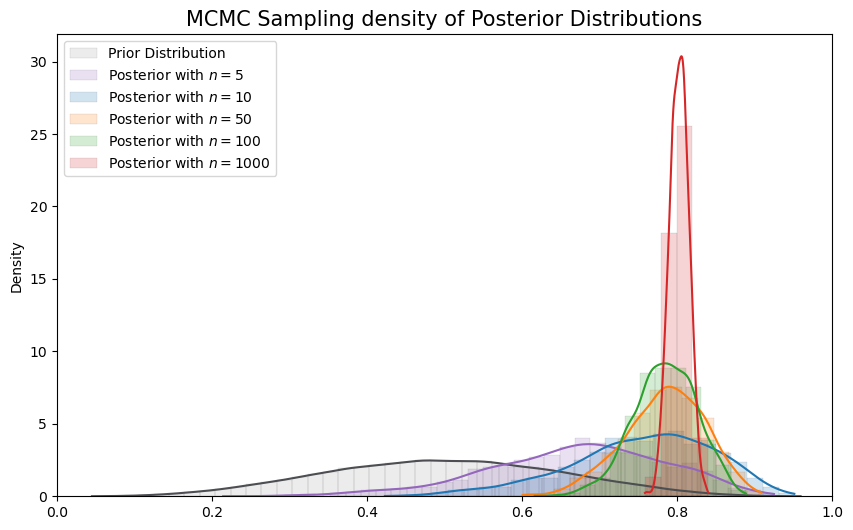 MCMC Sampling density of Posterior Distributions
Prior Distribution
Posterior with n = 5
Posterior with n = 10
Posterior with n = 50
Posterior with n = 100
Posterior with n = 1000
Density
30
25
20
15
10
5
0
0.0 0.2 0.4 0.6 0.8 1.0